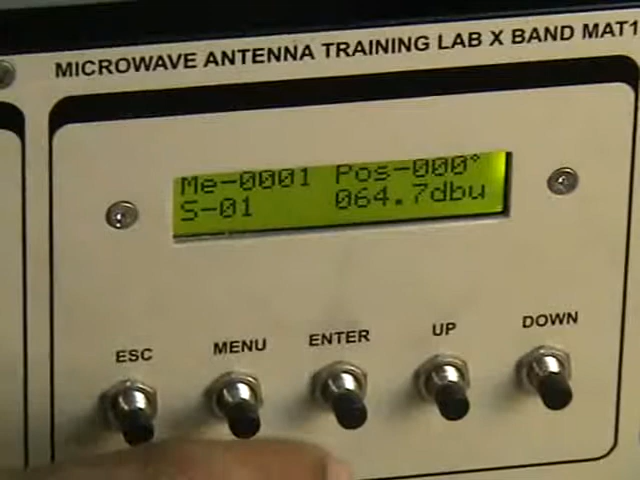 MICROWAVE ANTENNA TRAINING LAB X BAND MAT1
Me-0001 Pos-000°
S-01 064.7dbu
ESC MENU ENTER UP DOWN